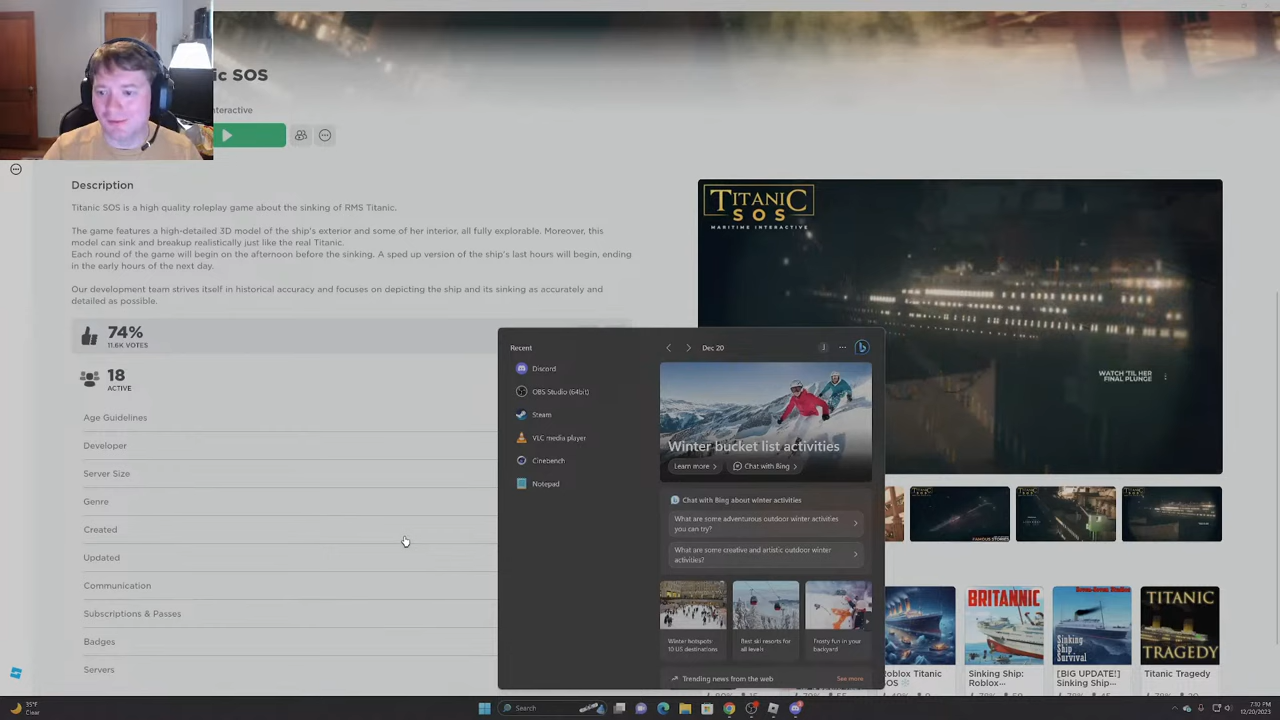 ic SOS
nteractive
Description
Titanic SOS is a high quality roleplay game about the sinking of RMS Titanic.
The game features a high-detailed 3D model of the ship's exterior and some of her interior, all fully explorable. Moreover, this
model can sink and breakup realistically just like the real Titanic.
Each round of the game will begin on the afternoon before the sinking. A sped up version of the ship's last hours will begin, ending
in the early hours of the next day.
Our development team strives itself in historical accuracy and focuses on depicting the ship and its sinking as accurately and
detailed as possible.
74%
11.6K VOTES
18
ACTIVE
Age Guidelines
Developer
Server Size
Genre
Created
Updated
Communication
Subscriptions & Passes
Badges
Servers
TITANIC
SOS
MARITIME INTERACTIVE
WATCH 'TIL HER
FINAL PLUNGE
Recent
Discord
OBS Studio (64bit)
Steam
VLC media player
Cinebench
Notepad
Dec 20
J
Winter bucket list activities
Learn more
Chat with Bing
Chat with Bing about winter activities
What are some adventurous outdoor winter activities
you can try?
What are some creative and artistic outdoor winter
activities?
Winter hotspots:
10 US destinations
Best ski resorts for
all levels
Frosty fun in your
backyard
Trending news from the web
See more
FAMOUS STORIES
BRITANNIC
TITANIC
TRAGEDY
Sinking
Ship
Survival
Roblox Titanic
SOS
Sinking Ship:
Roblox...
[BIG UPDATE!]
Sinking Ship...
Titanic Tragedy
35°F
Clear
Search
7:10 PM
12/20/2023